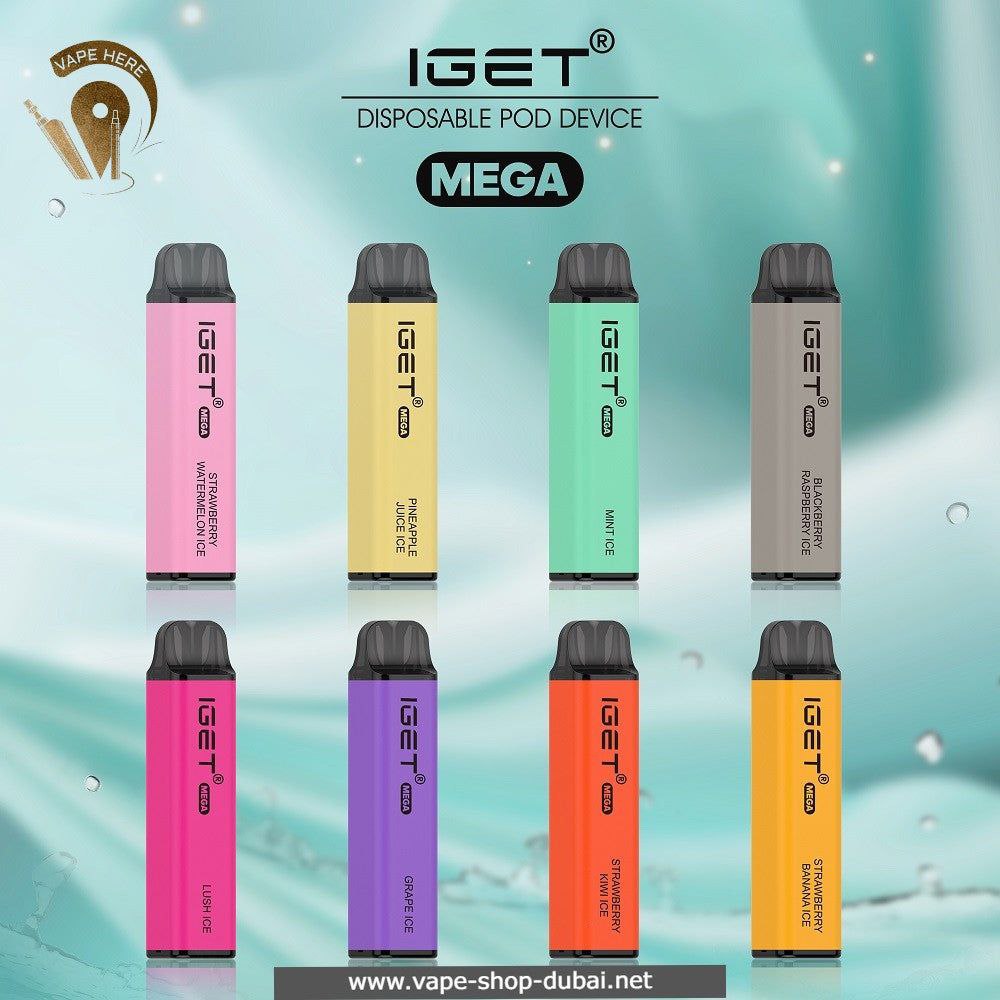 VAPE HERE
IGET®
DISPOSABLE POD DEVICE
MEGA
IGET®
MEGA
STRAWBERRY
WATERMELON ICE
IGET®
MEGA
PINEAPPLE
JUICE ICE
IGET®
MEGA
MINT ICE
IGET®
MEGA
BLACKBERRY
RASPBERRY ICE
IGET®
MEGA
LUSH ICE
IGET®
MEGA
GRAPE ICE
IGET®
MEGA
STRAWBERRY
KIWI ICE
IGET®
MEGA
STRAWBERRY
BANANA ICE
www.vape-shop-dubai.net